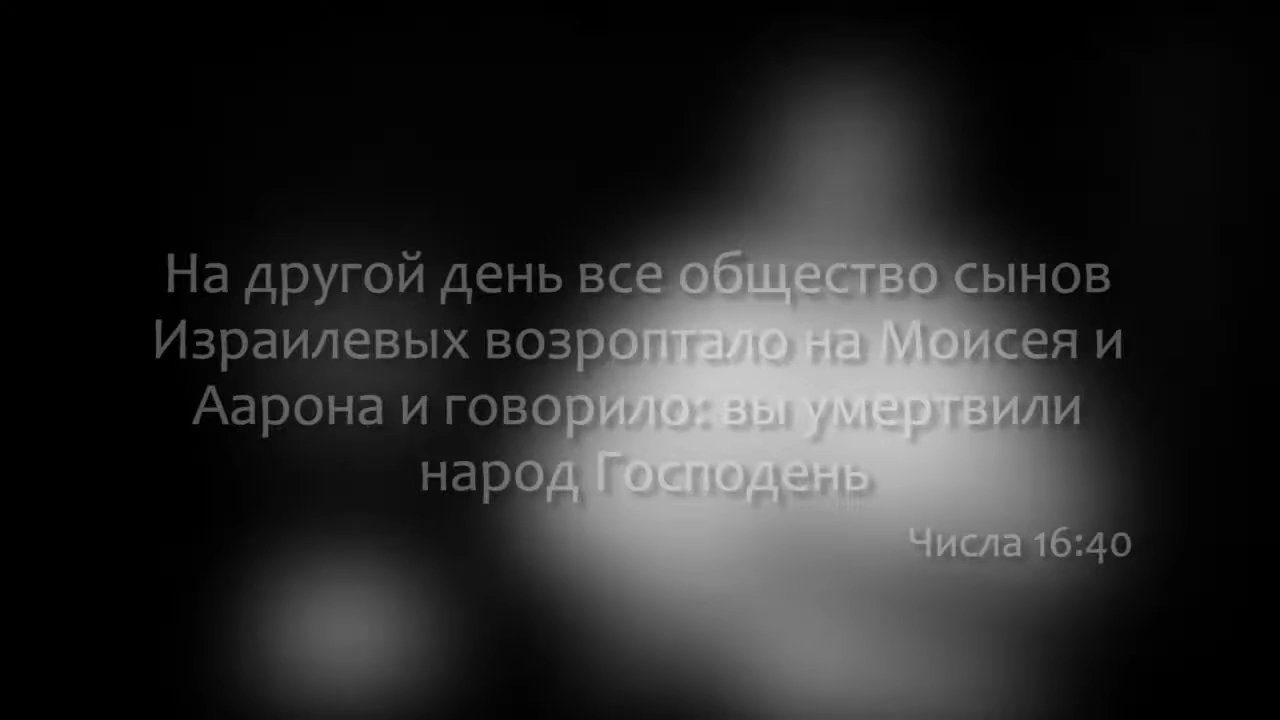 На другой день все общество сынов
Израилевых возроптало на Моисея и
Аарона и говорило: вы умертвили
народ Господень
Числа 16:40